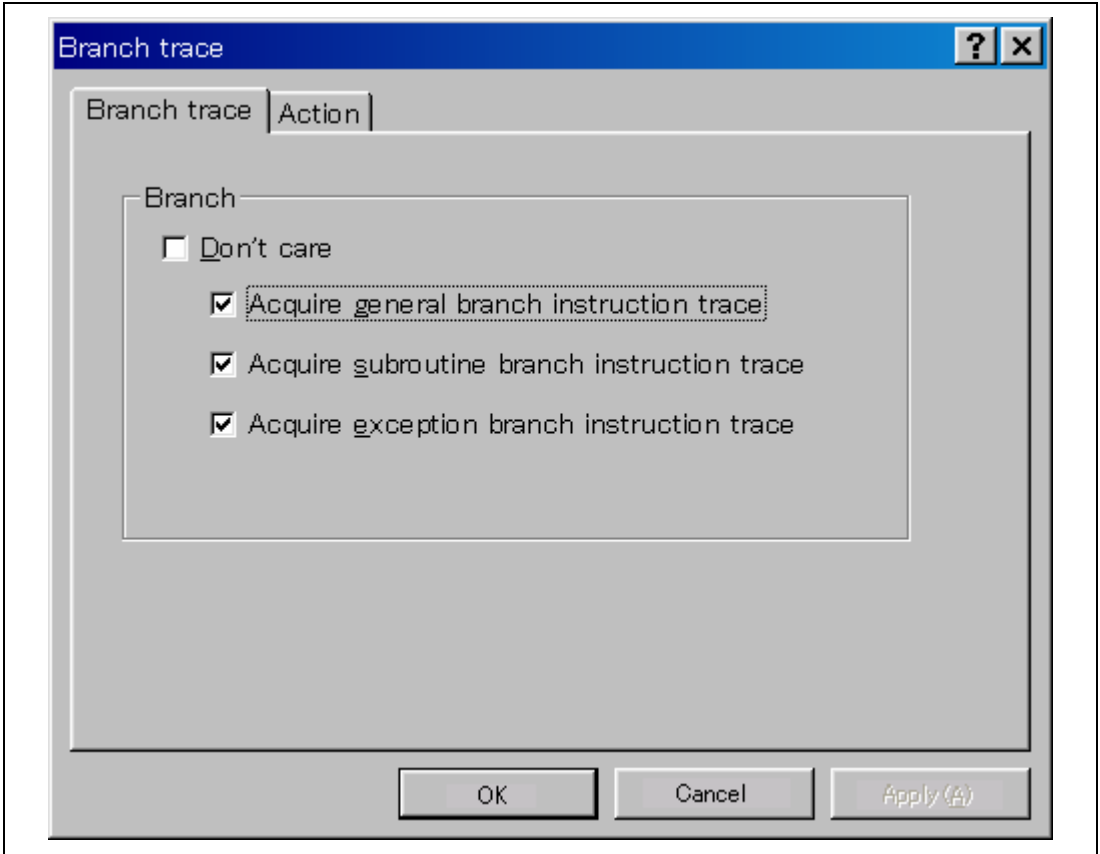 Branch trace
Branch trace Action
Branch
Don't care
Acquire general branch instruction trace
Acquire subroutine branch instruction trace
Acquire exception branch instruction trace
OK Cancel Apply(A)